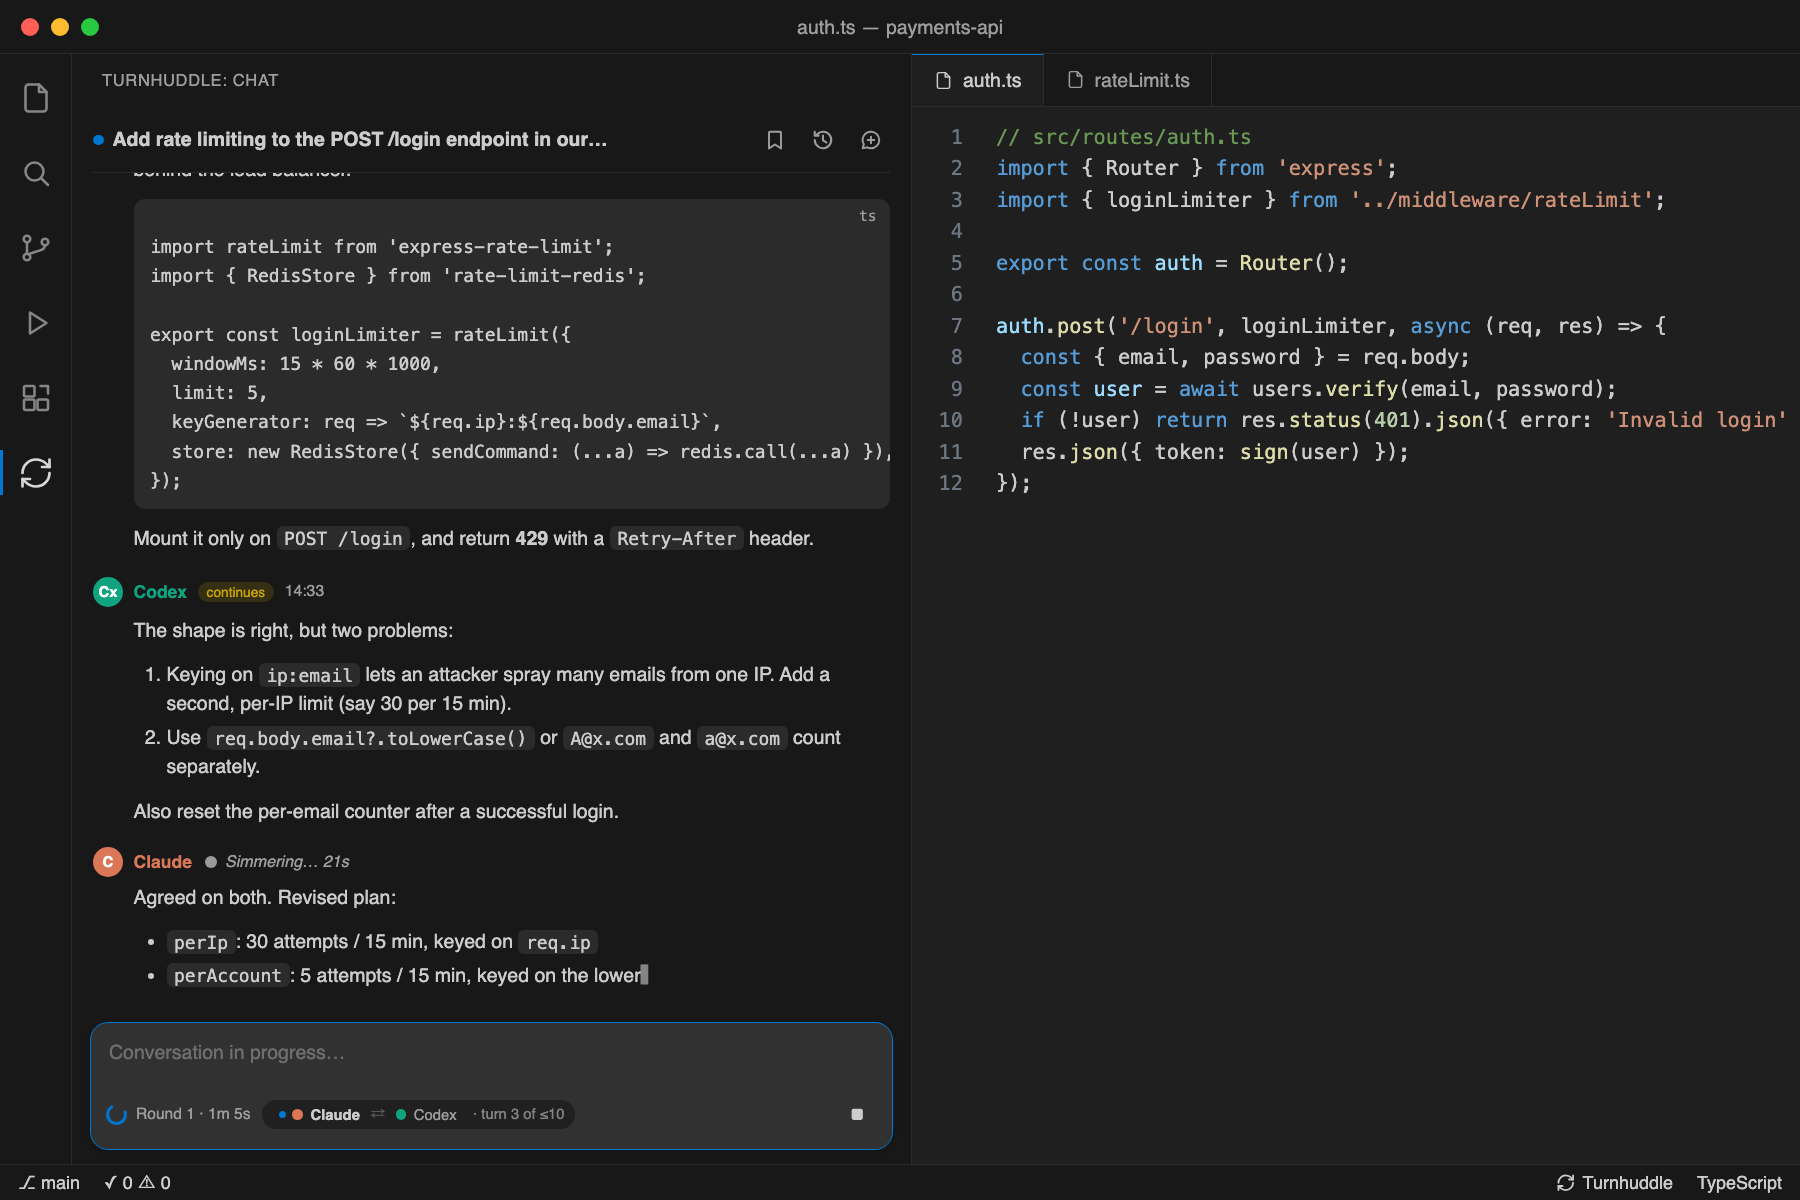 auth.ts — payments-api
TURNHUDDLE: CHAT
Add rate limiting to the POST /login endpoint in our…
behind the load balancer.
ts
import rateLimit from 'express-rate-limit';
import { RedisStore } from 'rate-limit-redis';
export const loginLimiter = rateLimit({
windowMs: 15 * 60 * 1000,
limit: 5,
keyGenerator: req => `${req.ip}:${req.body.email}`,
store: new RedisStore({ sendCommand: (...a) => redis.call(...a) }),
});
Mount it only on POST /login, and return 429 with a Retry-After header.
Cx Codex continues 14:33
The shape is right, but two problems:
1. Keying on ip:email lets an attacker spray many emails from one IP. Add a
second, per-IP limit (say 30 per 15 min).
2. Use req.body.email?.toLowerCase() or A@x.com and a@x.com count
separately.
Also reset the per-email counter after a successful login.
C Claude Simmering… 21s
Agreed on both. Revised plan:
• perIp: 30 attempts / 15 min, keyed on req.ip
• perAccount: 5 attempts / 15 min, keyed on the lower
Conversation in progress…
Round 1 · 1m 5s Claude ⇄ Codex · turn 3 of ≤10
auth.ts rateLimit.ts
1 // src/routes/auth.ts
2 import { Router } from 'express';
3 import { loginLimiter } from '../middleware/rateLimit';
4
5 export const auth = Router();
6
7 auth.post('/login', loginLimiter, async (req, res) => {
8 const { email, password } = req.body;
9 const user = await users.verify(email, password);
10 if (!user) return res.status(401).json({ error: 'Invalid login'
11 res.json({ token: sign(user) });
12 });
main ✓ 0 ⚠ 0
Turnhuddle TypeScript